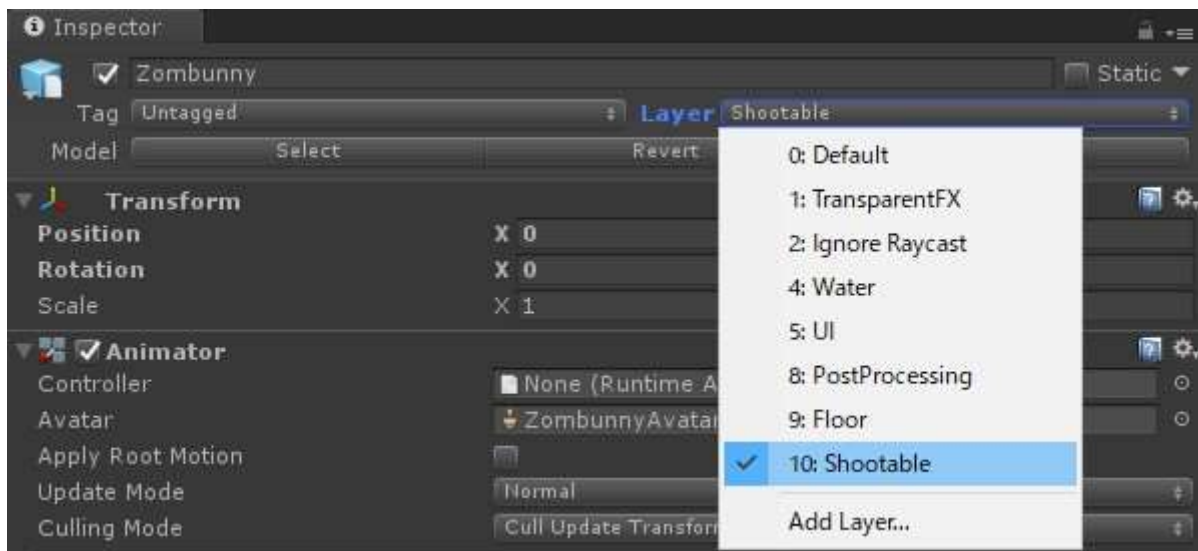 Inspector
Zombunny Static
Tag Untagged Layer Shootable
Model Select Revert
0: Default
1: TransparentFX
2: Ignore Raycast
4: Water
5: UI
8: PostProcessing
9: Floor
10: Shootable
Add Layer...
Transform
Position X 0
Rotation X 0
Scale X 1
Animator
Controller None (Runtime A
Avatar ZombunnyAvatar
Apply Root Motion
Update Mode Normal
Culling Mode Cull Update Transfor